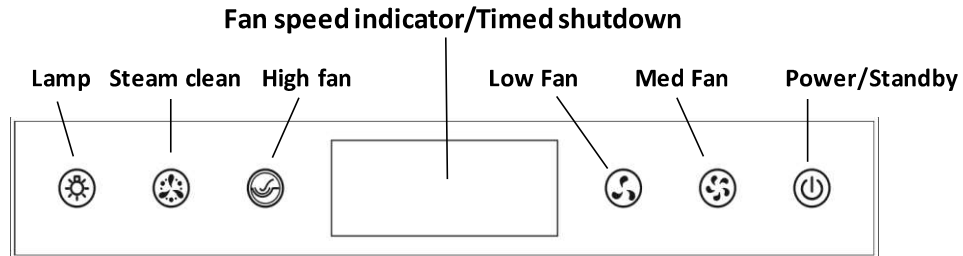 Fan speed indicator/Timed shutdown
Lamp Steam clean High fan Low Fan Med Fan Power/Standby